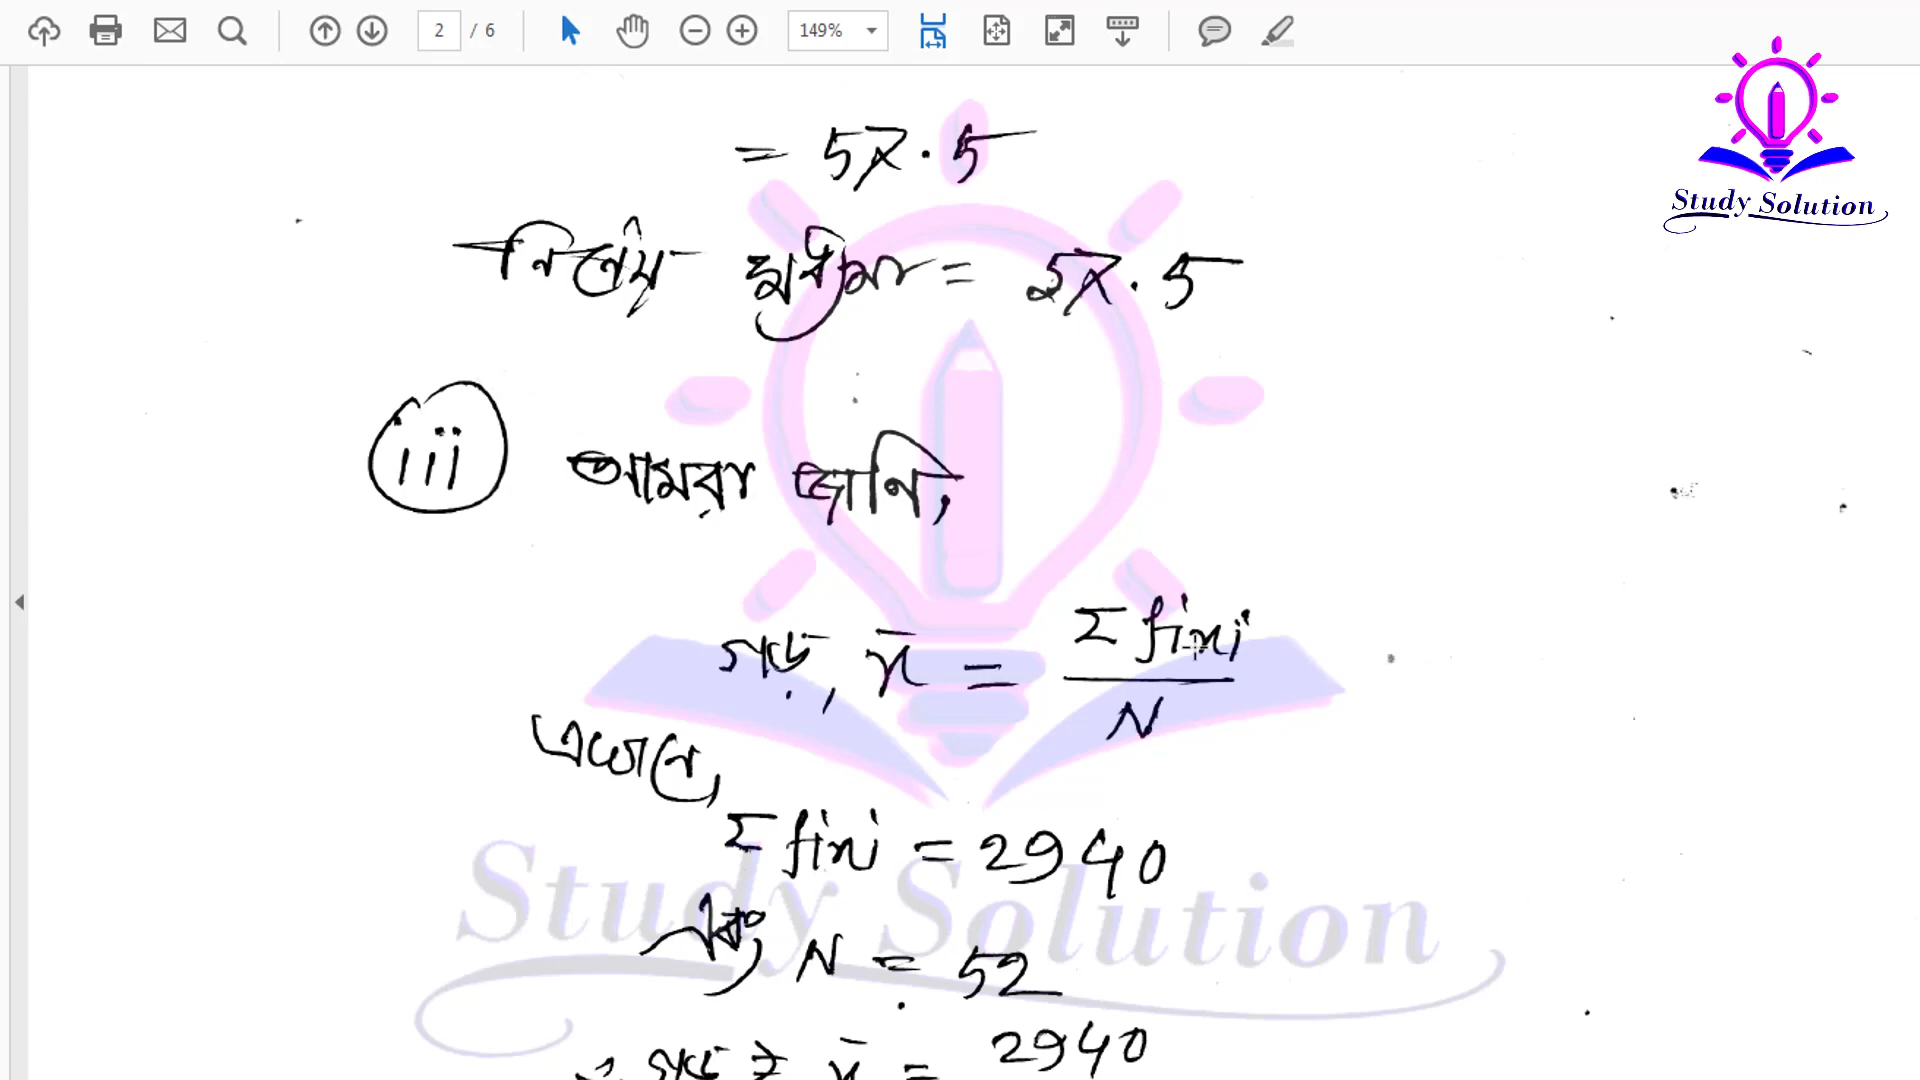 2 / 6 149%
= 57.5
নির্ণেয় মধ্যমা = 57.5
iii আমরা জানি,
গড়, x̄ = Σfixi / N
এখানে,
Σfixi = 2940
এবং N = 52
∴ গড়, x̄ = 2940
Study Solution
Study Solution